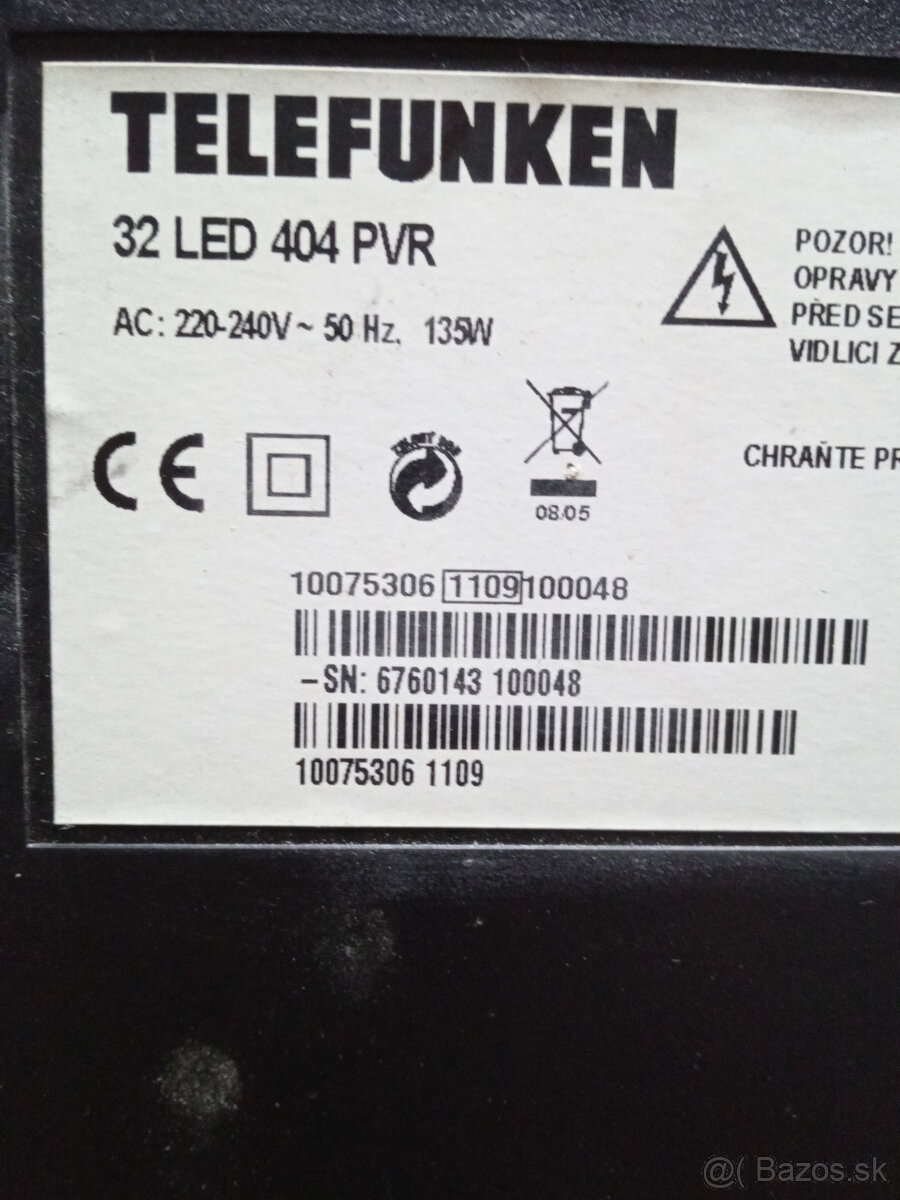 TELEFUNKEN
32 LED 404 PVR
AC: 220-240V ~ 50 Hz. 135W
POZOR!
OPRAVY
PŘED SE
VIDLICI Z
CHRAŇTE PR
CE
08/05
10075306 1109 100048
-SN: 6760143 100048
10075306 1109
@( Bazos.sk